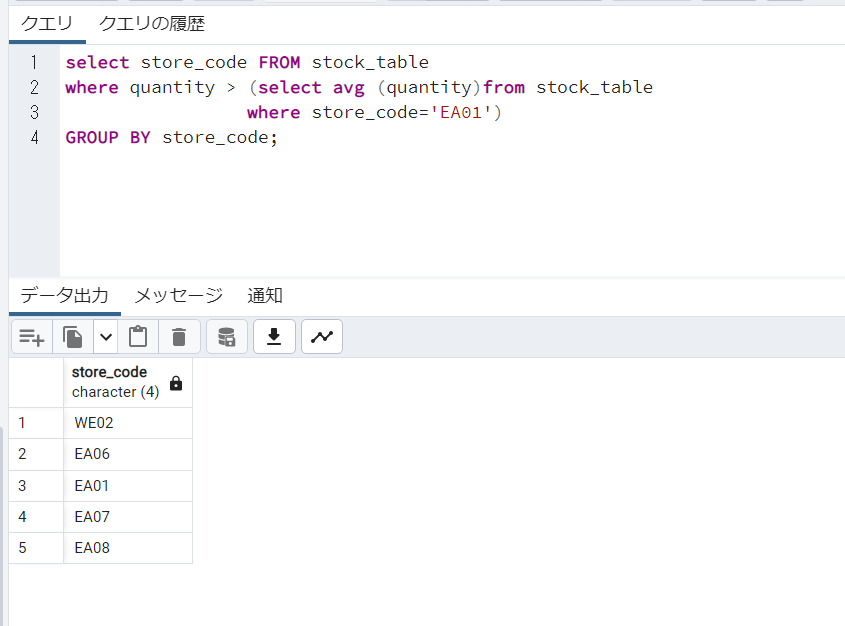 クエリ クエリの履歴
1 select store_code FROM stock_table
2 where quantity > (select avg (quantity)from stock_table
3 where store_code='EA01')
4 GROUP BY store_code;
データ出力 メッセージ 通知
store_code
character (4)
1 WE02
2 EA06
3 EA01
4 EA07
5 EA08